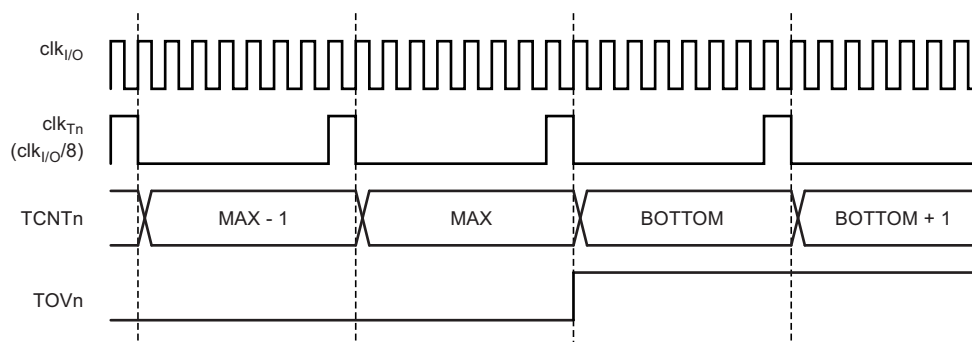 clkI/O
clkTn
(clkI/O/8)
TCNTn MAX - 1 MAX BOTTOM BOTTOM + 1
TOVn